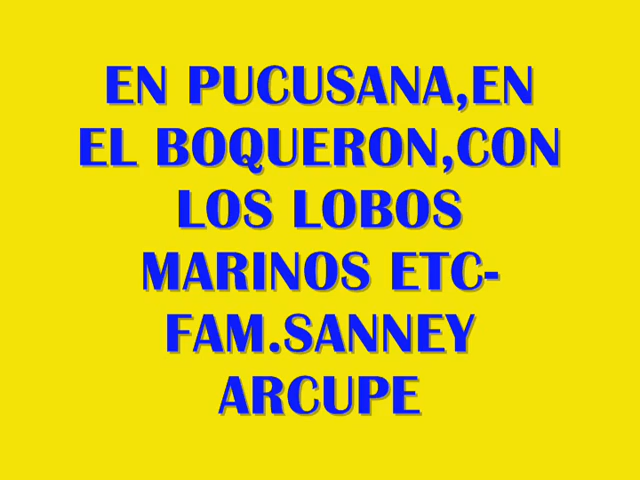 EN PUCUSANA,EN
EL BOQUERON,CON
LOS LOBOS
MARINOS ETC-
FAM.SANNEY
ARCUPE